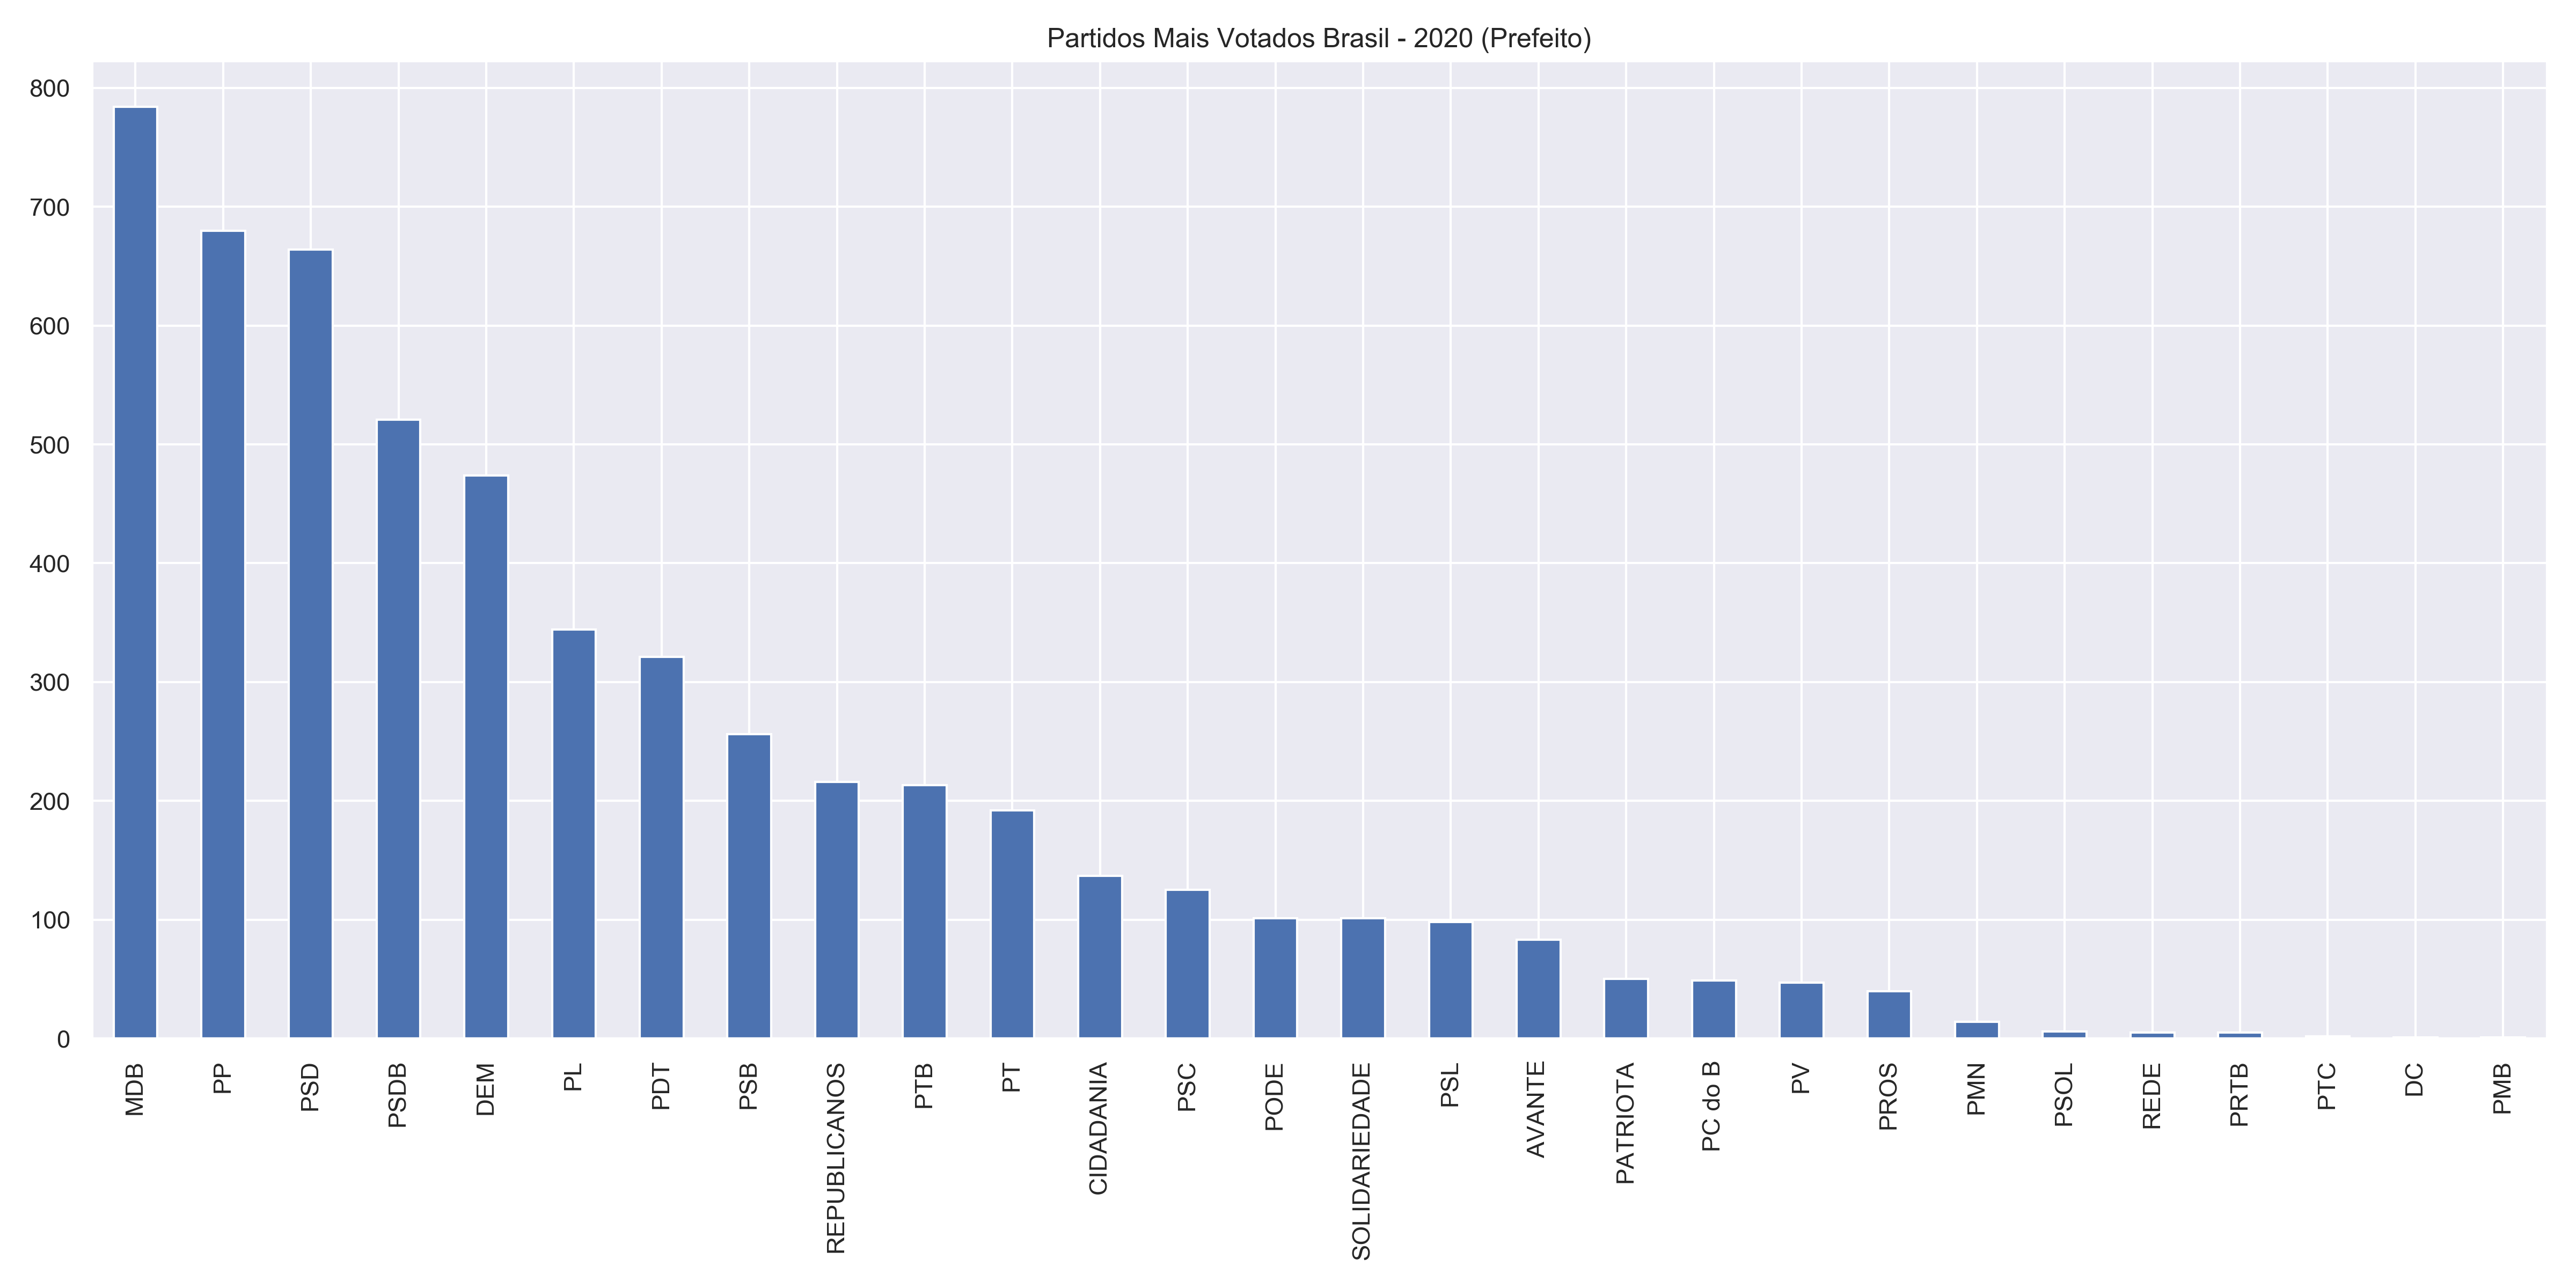 Partidos Mais Votados Brasil - 2020 (Prefeito)
800
700
600
500
400
300
200
100
0
MDB
PP
PSD
PSDB
DEM
PL
PDT
PSB
REPUBLICANOS
PTB
PT
CIDADANIA
PSC
PODE
SOLIDARIEDADE
PSL
AVANTE
PATRIOTA
PC do B
PV
PROS
PMN
PSOL
REDE
PRTB
PTC
DC
PMB